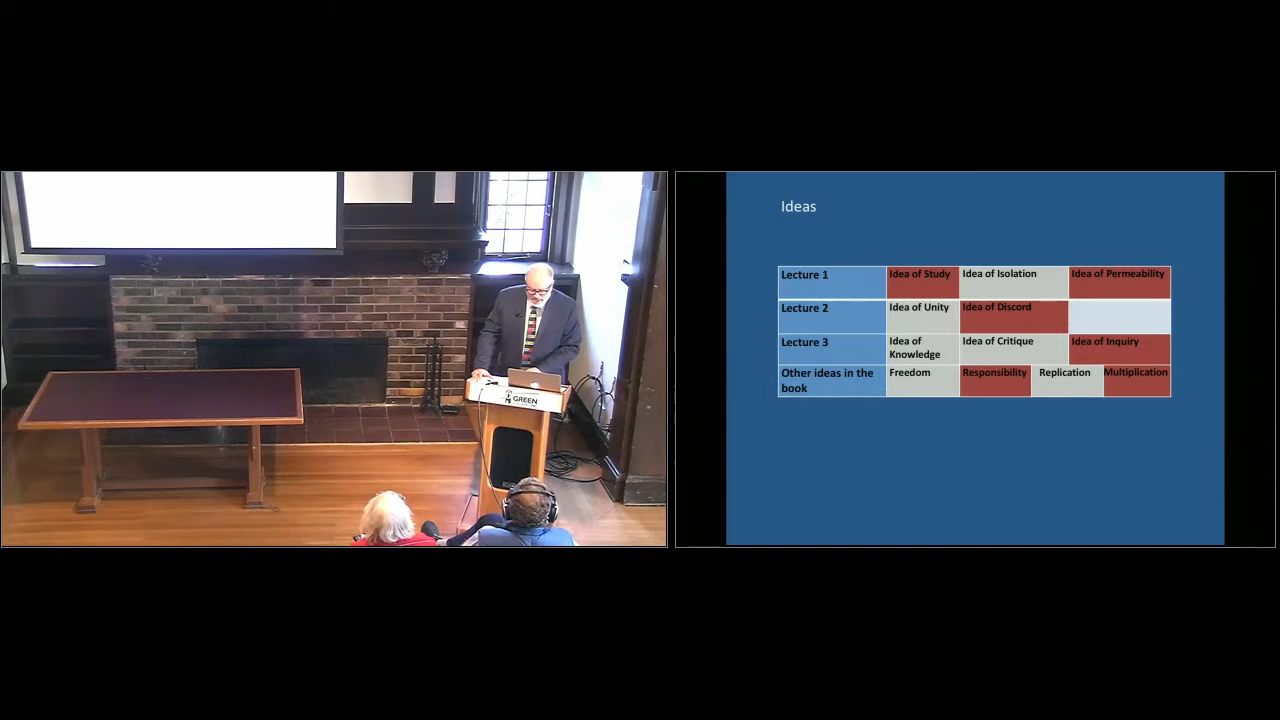 Ideas
Lecture 1 Idea of Study Idea of Isolation Idea of Permeability
Lecture 2 Idea of Unity Idea of Discord
Lecture 3 Idea of Knowledge Idea of Critique Idea of Inquiry
Other ideas in the book Freedom Responsibility Replication Multiplication
GREEN